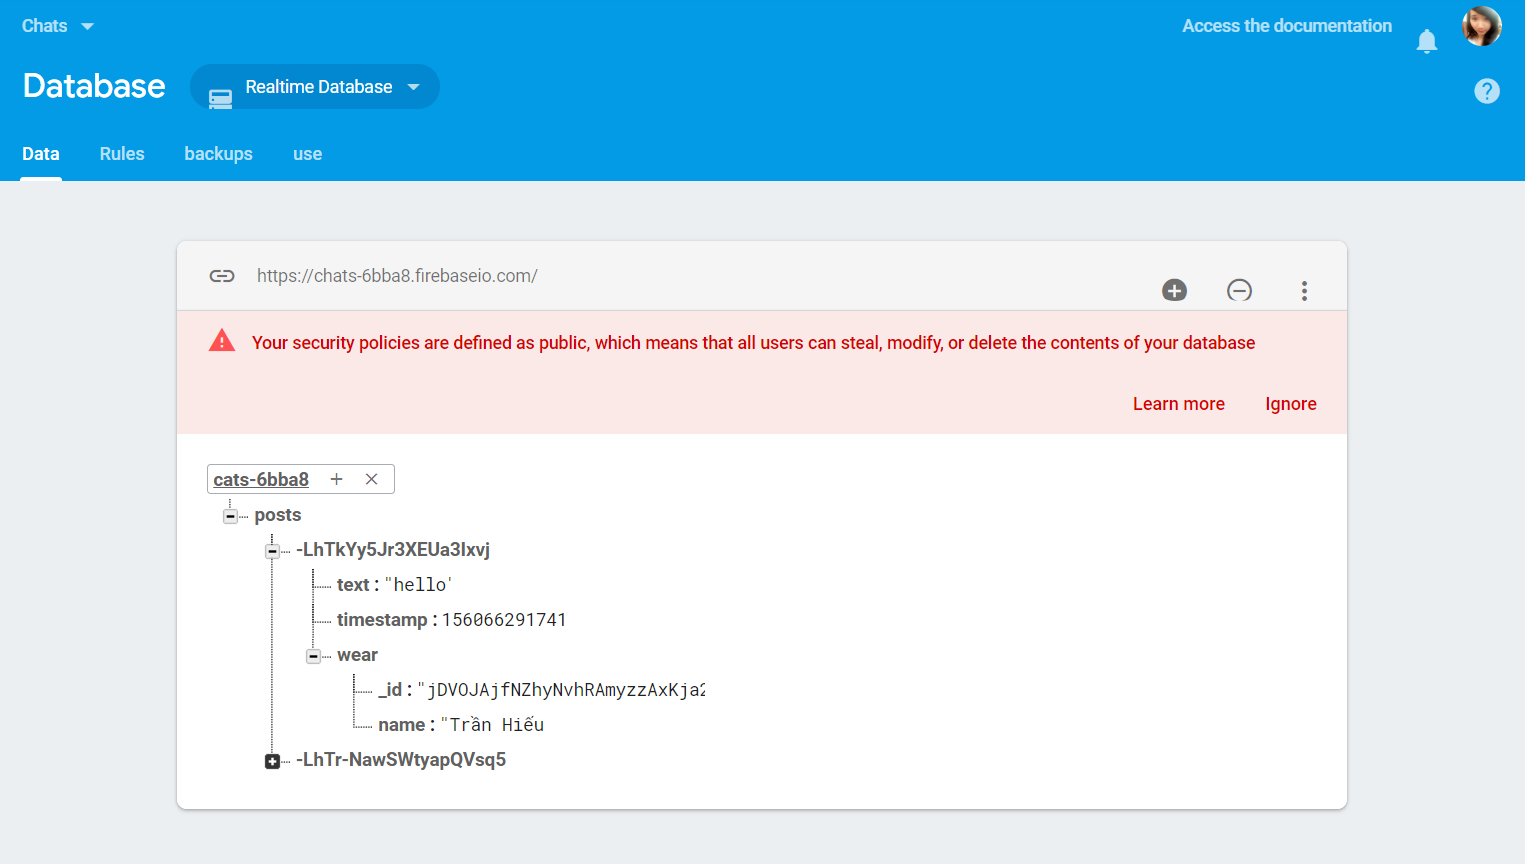 Chats
Access the documentation
Database
Realtime Database
?
Data Rules backups use
https://chats-6bba8.firebaseio.com/
Your security policies are defined as public, which means that all users can steal, modify, or delete the contents of your database
Learn more Ignore
cats-6bba8
posts
-LhTkYy5Jr3XEUa3Ixvj
text : "hello'
timestamp : 156066291741
wear
_id : "jDVOJAjfNZhyNvhRAmyzzAxKja2
name : "Trần Hiếu
-LhTr-NawSWtyapQVsq5